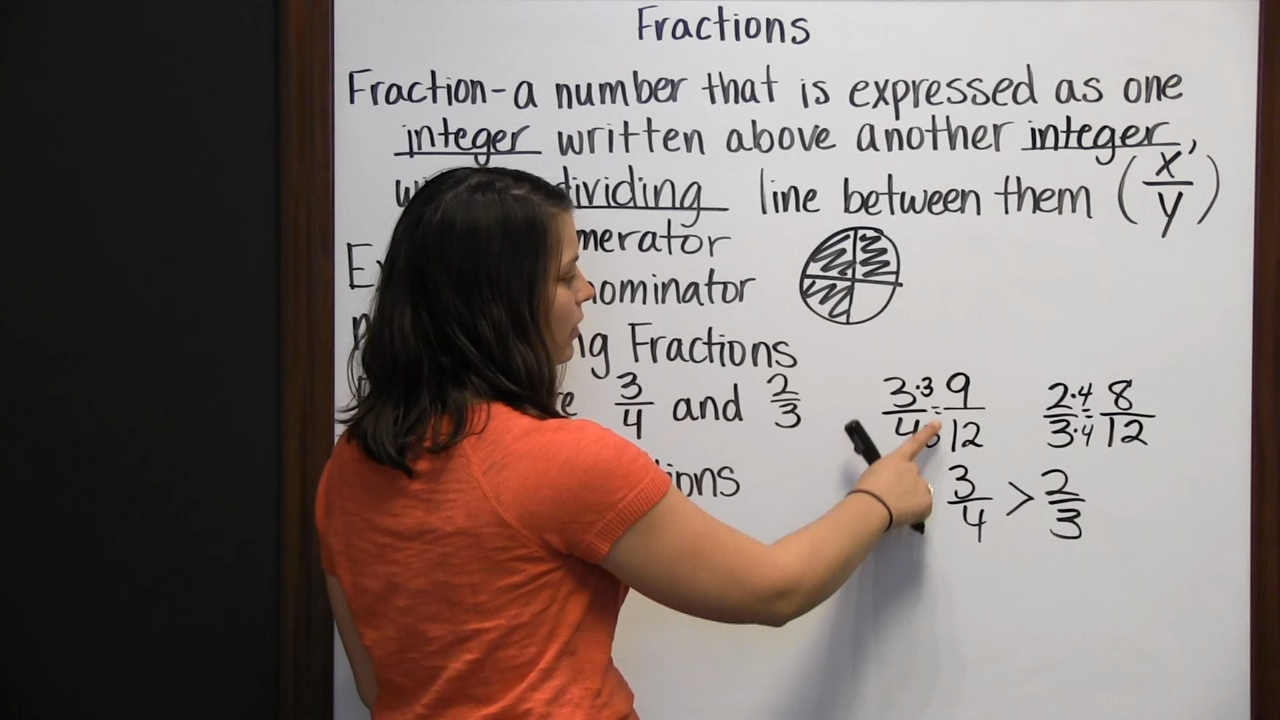 Fractions
Fraction - a number that is expressed as one
integer written above another integer,
dividing line between them (x/y)
merator
nominator
ng Fractions
3/4 and 2/3
3·3/4 = 9/12 2·4/3·4 = 8/12
ions
3/4 > 2/3